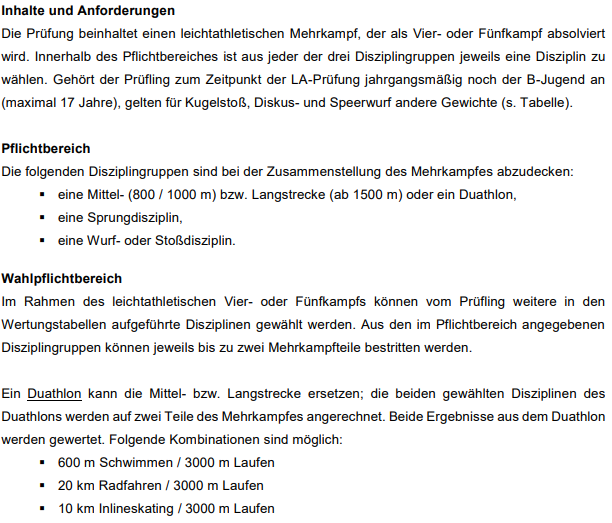 Inhalte und Anforderungen
Die Prüfung beinhaltet einen leichtathletischen Mehrkampf, der als Vier- oder Fünfkampf absolviert
wird. Innerhalb des Pflichtbereiches ist aus jeder der drei Disziplingruppen jeweils eine Disziplin zu
wählen. Gehört der Prüfling zum Zeitpunkt der LA-Prüfung jahrgangsmäßig noch der B-Jugend an
(maximal 17 Jahre), gelten für Kugelstoß, Diskus- und Speerwurf andere Gewichte (s. Tabelle).
Pflichtbereich
Die folgenden Disziplingruppen sind bei der Zusammenstellung des Mehrkampfes abzudecken:
▪ eine Mittel- (800 / 1000 m) bzw. Langstrecke (ab 1500 m) oder ein Duathlon,
▪ eine Sprungdisziplin,
▪ eine Wurf- oder Stoßdisziplin.
Wahlpflichtbereich
Im Rahmen des leichtathletischen Vier- oder Fünfkampfs können vom Prüfling weitere in den
Wertungstabellen aufgeführte Disziplinen gewählt werden. Aus den im Pflichtbereich angegebenen
Disziplingruppen können jeweils bis zu zwei Mehrkampfteile bestritten werden.
Ein Duathlon kann die Mittel- bzw. Langstrecke ersetzen; die beiden gewählten Disziplinen des
Duathlons werden auf zwei Teile des Mehrkampfes angerechnet. Beide Ergebnisse aus dem Duathlon
werden gewertet. Folgende Kombinationen sind möglich:
▪ 600 m Schwimmen / 3000 m Laufen
▪ 20 km Radfahren / 3000 m Laufen
▪ 10 km Inlineskating / 3000 m Laufen